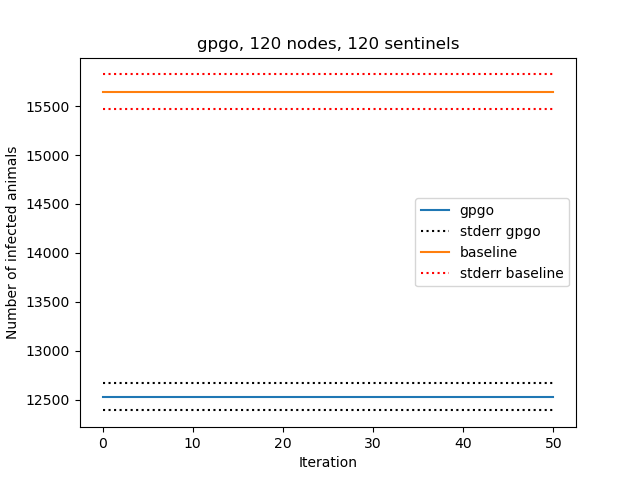 gpgo, 120 nodes, 120 sentinels
Number of infected animals
15500
15000
14500
14000
13500
13000
12500
gpgo
stderr gpgo
baseline
stderr baseline
0 10 20 30 40 50
Iteration